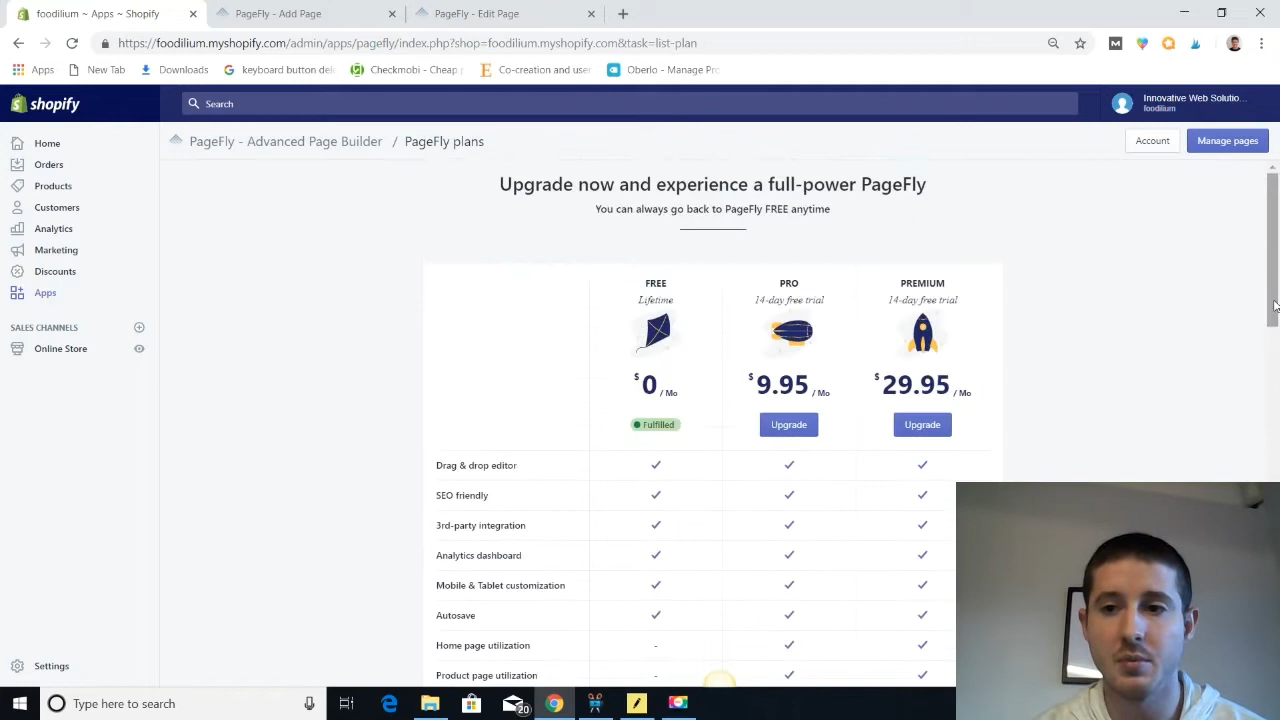 foodilium ~ Apps ~ Shopify
PageFly - Add Page
PageFly - Edit Page
https://foodilium.myshopify.com/admin/apps/pagefly/index.php?shop=foodilium.myshopify.com&task=list-plan
Apps
New Tab
Downloads
keyboard button del
Checkmobi - Cheap p
Co-creation and user
Oberlo - Manage Pro
shopify
Search
Innovative Web Solutio...
foodilium
Home
Orders
Products
Customers
Analytics
Marketing
Discounts
Apps
SALES CHANNELS
Online Store
Settings
PageFly - Advanced Page Builder / PageFly plans
Account
Manage pages
Upgrade now and experience a full-power PageFly
You can always go back to PageFly FREE anytime
FREE PRO PREMIUM
Lifetime 14-day free trial 14-day free trial
$ 0 / Mo $ 9.95 / Mo $ 29.95 / Mo
Fulfilled Upgrade Upgrade
Drag & drop editor
SEO friendly
3rd-party integration
Analytics dashboard
Mobile & Tablet customization
Autosave
Home page utilization -
Product page utilization -
Type here to search
20